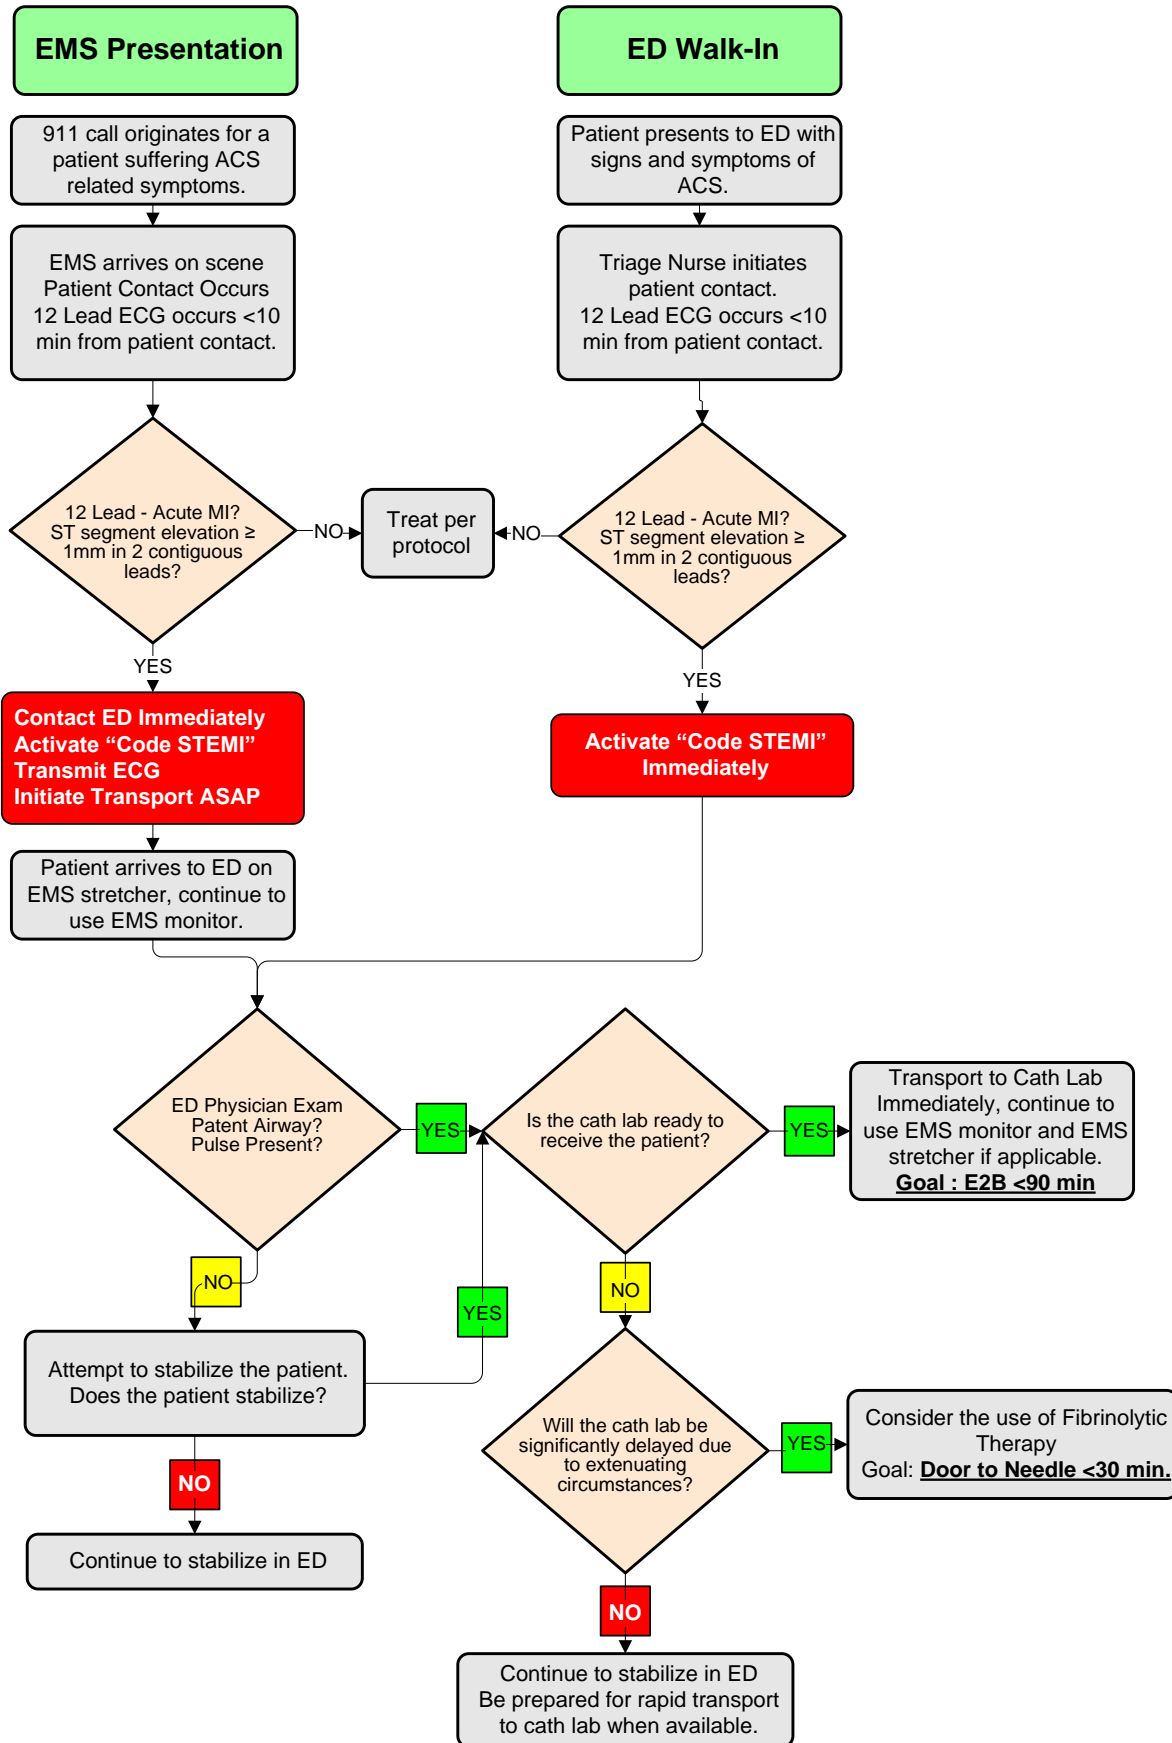 EMS Presentation
ED Walk-In
911 call originates for a
patient suffering ACS
related symptoms.
Patient presents to ED with
signs and symptoms of
ACS.
EMS arrives on scene
Patient Contact Occurs
12 Lead ECG occurs <10
min from patient contact.
Triage Nurse initiates
patient contact.
12 Lead ECG occurs <10
min from patient contact.
12 Lead - Acute MI?
ST segment elevation ≥
1mm in 2 contiguous
leads?
NO
Treat per
protocol
NO
12 Lead - Acute MI?
ST segment elevation ≥
1mm in 2 contiguous
leads?
YES
YES
Contact ED Immediately
Activate “Code STEMI”
Transmit ECG
Initiate Transport ASAP
Activate “Code STEMI”
Immediately
Patient arrives to ED on
EMS stretcher, continue to
use EMS monitor.
ED Physician Exam
Patent Airway?
Pulse Present?
YES
Is the cath lab ready to
receive the patient?
YES
Transport to Cath Lab
Immediately, continue to
use EMS monitor and EMS
stretcher if applicable.
Goal : E2B <90 min
NO
YES
NO
Attempt to stabilize the patient.
Does the patient stabilize?
Will the cath lab be
significantly delayed due
to extenuating
circumstances?
YES
Consider the use of Fibrinolytic
Therapy
Goal: Door to Needle <30 min.
NO
Continue to stabilize in ED
NO
Continue to stabilize in ED
Be prepared for rapid transport
to cath lab when available.